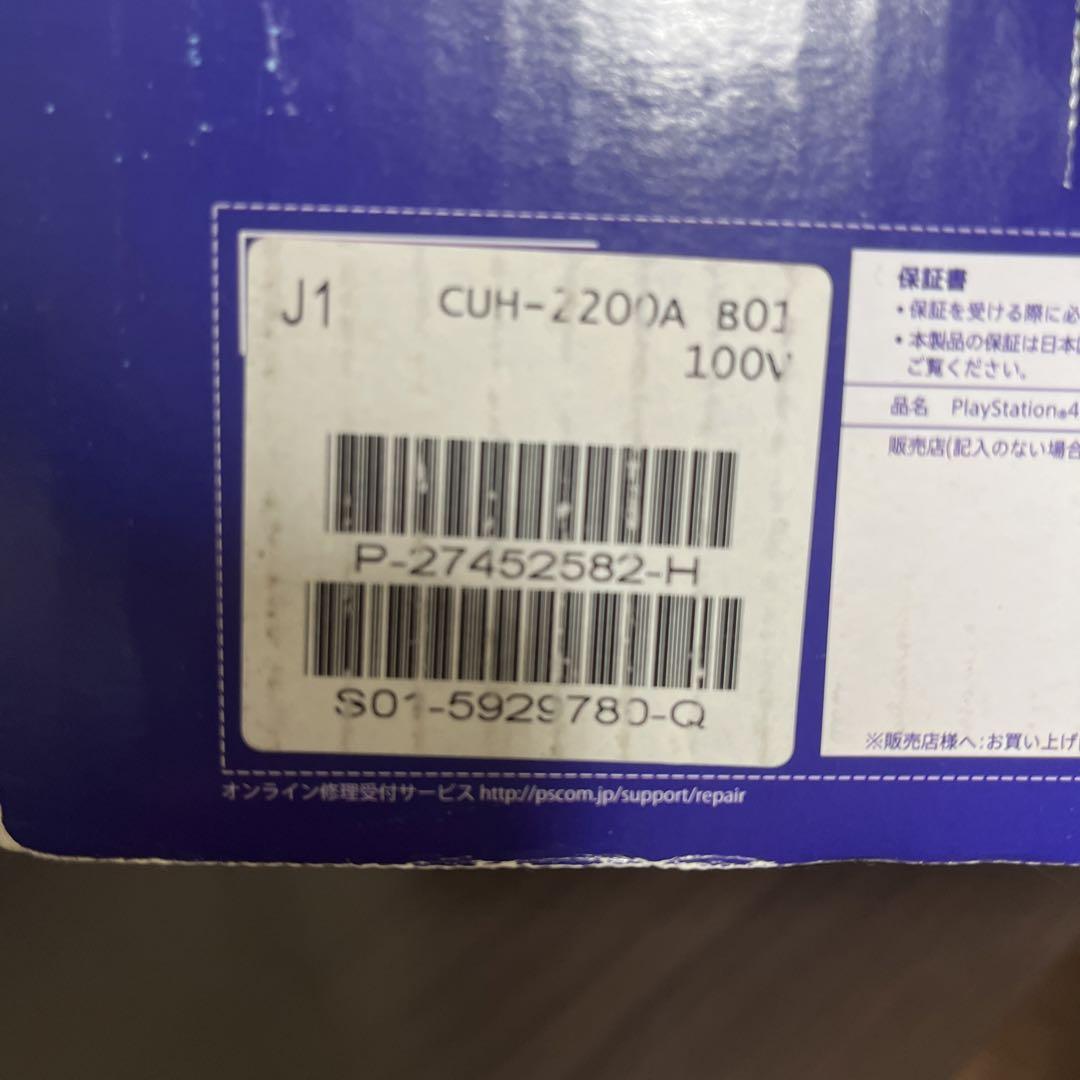 J1 CUH-2200A B01
100V
P-27452582-H
S01-5929780-Q
保証書
・保証を受ける際に必
・本製品の保証は日本
ご覧ください。
品名 PlayStation®4
販売店(記入のない場合
※販売店様へ:お買い上げ
オンライン修理受付サービス http://pscom.jp/support/repair